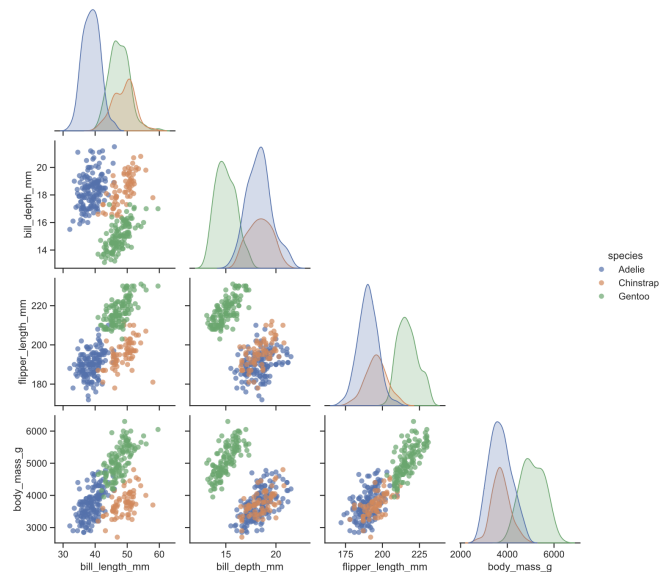 20
18
16
14
bill_depth_mm
species
Adelie
Chinstrap
Gentoo
220
200
180
flipper_length_mm
6000
5000
4000
3000
body_mass_g
30 40 50 60
bill_length_mm
15 20
bill_depth_mm
175 200 225
flipper_length_mm
2000 4000 6000
body_mass_g